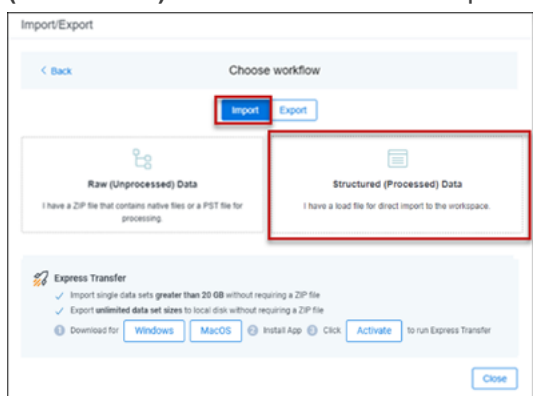 Import/Export
< Back
Choose workflow
Import Export
Raw (Unprocessed) Data
I have a ZIP file that contains native files or a PST file for
processing.
Structured (Processed) Data
I have a load file for direct import to the workspace.
Express Transfer
✓ Import single data sets greater than 20 GB without requiring a ZIP file
✓ Export unlimited data set sizes to local disk without requiring a ZIP file
1 Download for Windows MacOS 2 Install App 3 Click Activate to run Express Transfer
Close